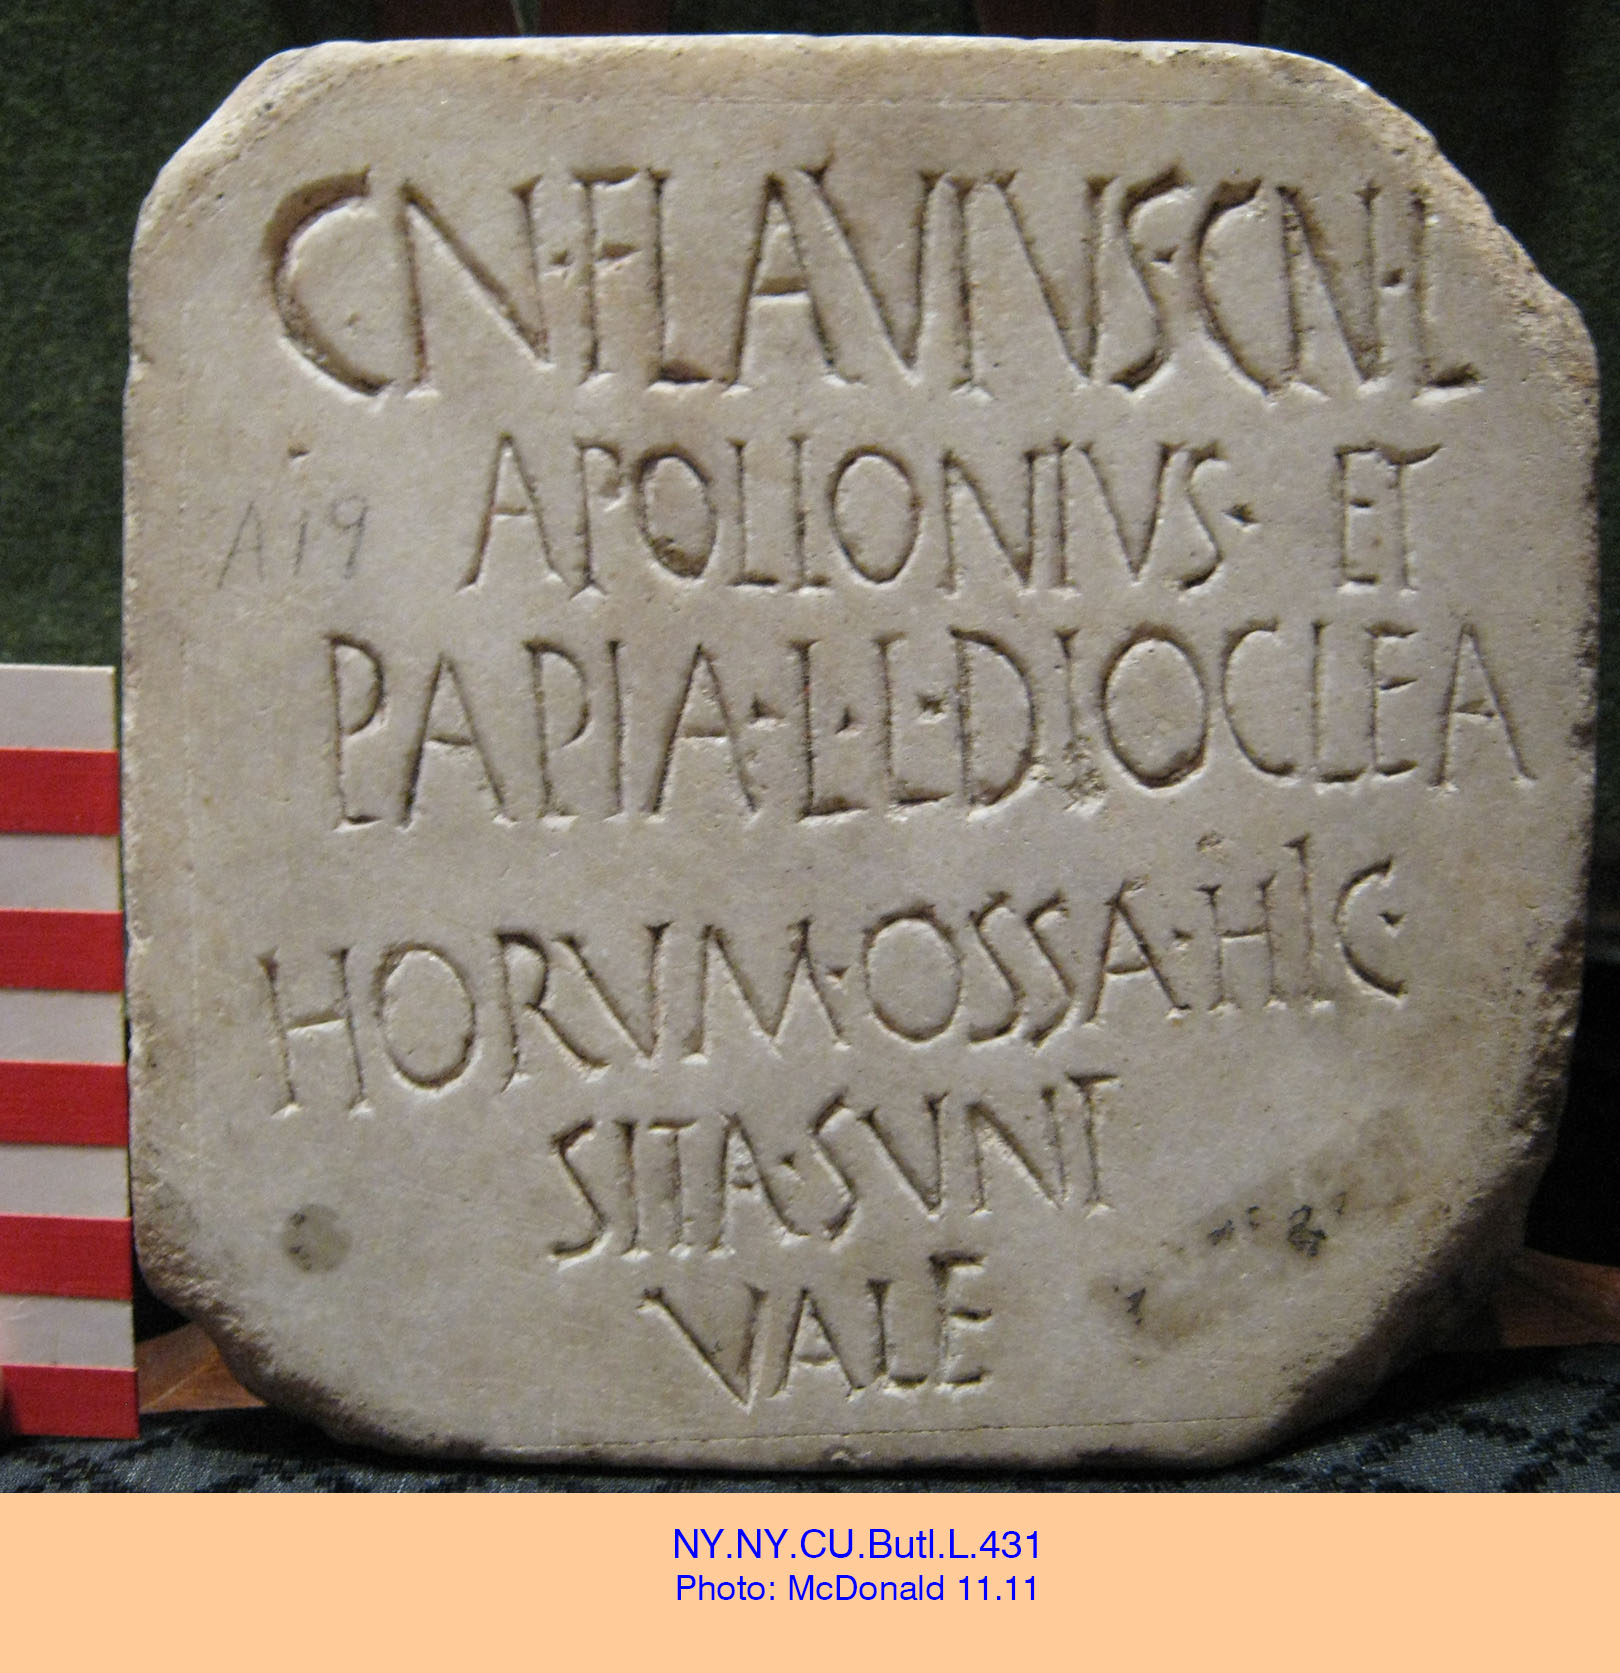 CN·FLAVIVS·CN·L
A19
APOLLONIVS· ET
PAPIA·L·L·DIOCLEA
HORVM·OSSA·HIC·
SITA·SVNT
VALE
NY.NY.CU.Butl.L.431
Photo: McDonald 11.11